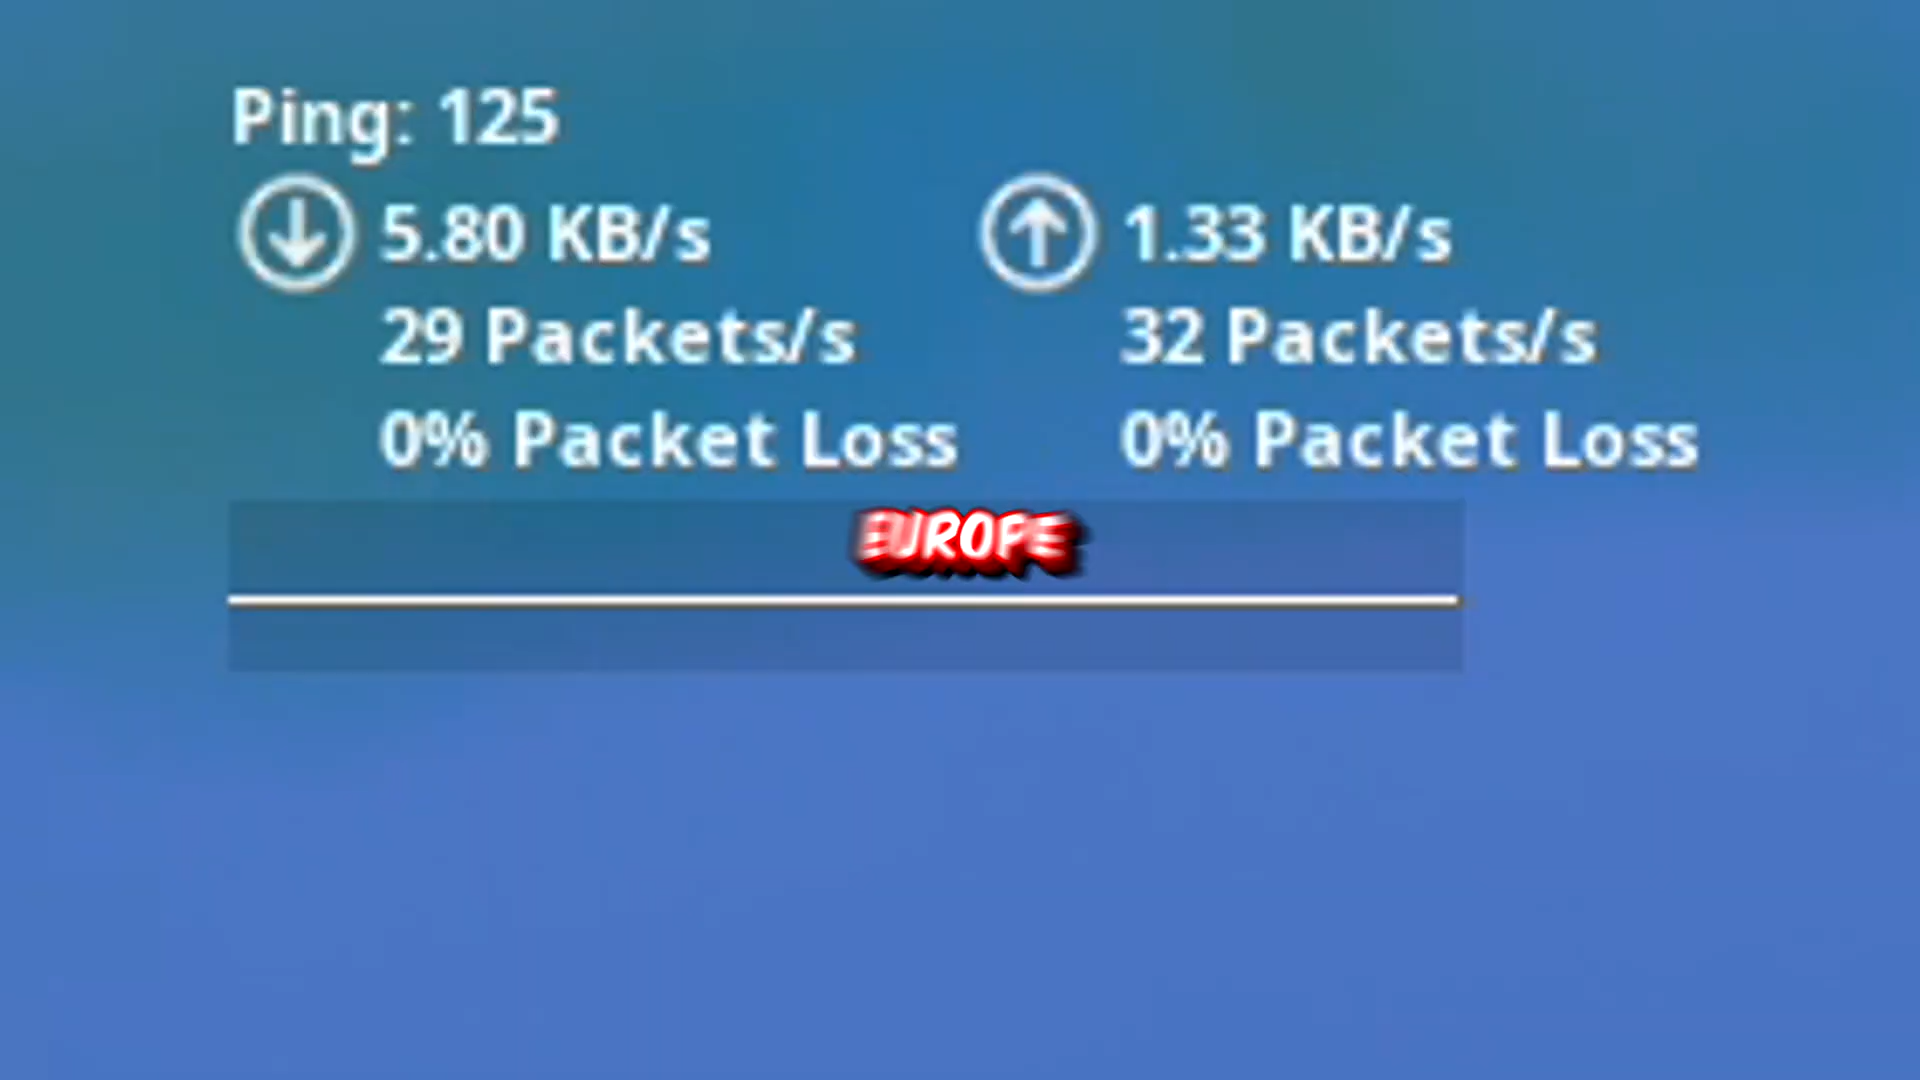 Ping: 125
5.80 KB/s 1.33 KB/s
29 Packets/s 32 Packets/s
0% Packet Loss 0% Packet Loss
EUROPE